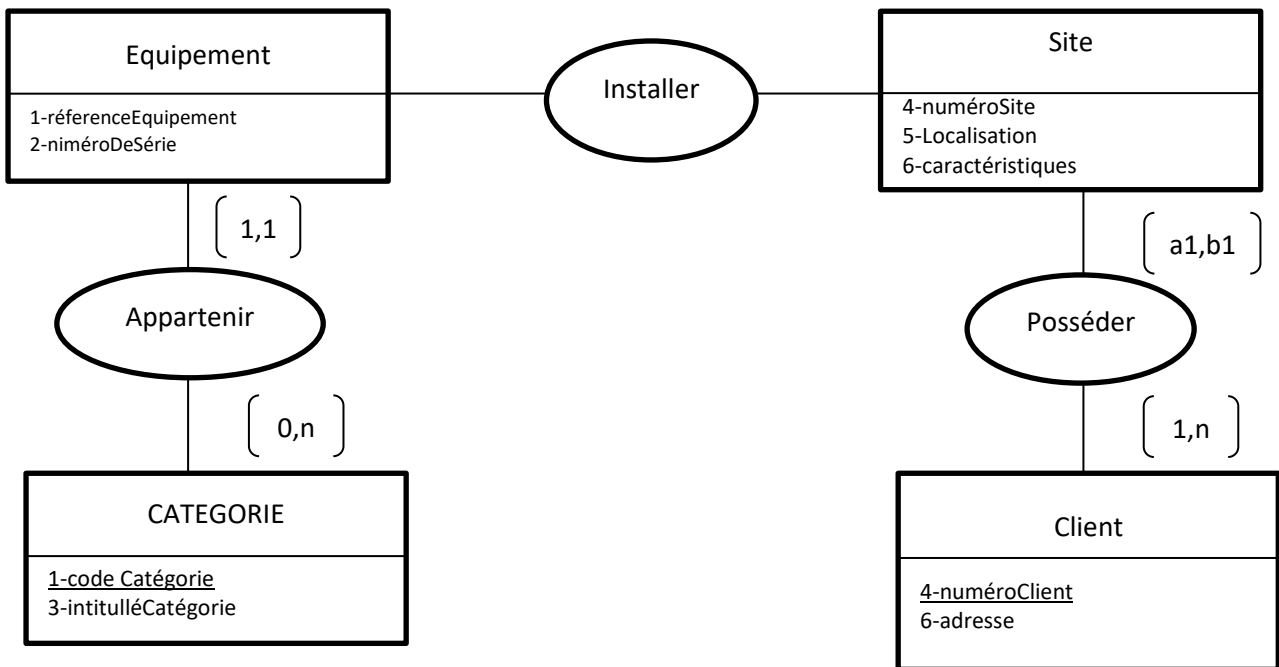 Equipement
1-réferenceEquipement
2-niméroDeSérie
Installer
Site
4-numéroSite
5-Localisation
6-caractéristiques
1,1
a1,b1
Appartenir
Posséder
0,n
1,n
CATEGORIE
1-code Catégorie
3-intitulléCatégorie
Client
4-numéroClient
6-adresse